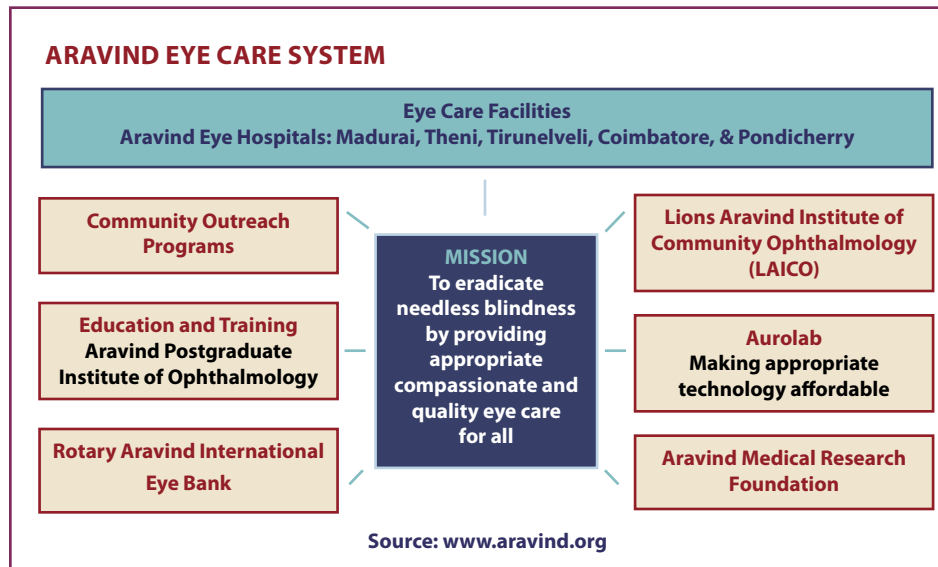 ARAVIND EYE CARE SYSTEM
Eye Care Facilities
Aravind Eye Hospitals: Madurai, Theni, Tirunelveli, Coimbatore, & Pondicherry
Community Outreach
Programs
Education and Training
Aravind Postgraduate
Institute of Ophthalmology
Rotary Aravind International
Eye Bank
MISSION
To eradicate
needless blindness
by providing
appropriate
compassionate and
quality eye care
for all
Lions Aravind Institute of
Community Ophthalmology
(LAICO)
Aurolab
Making appropriate
technology affordable
Aravind Medical Research
Foundation
Source: www.aravind.org